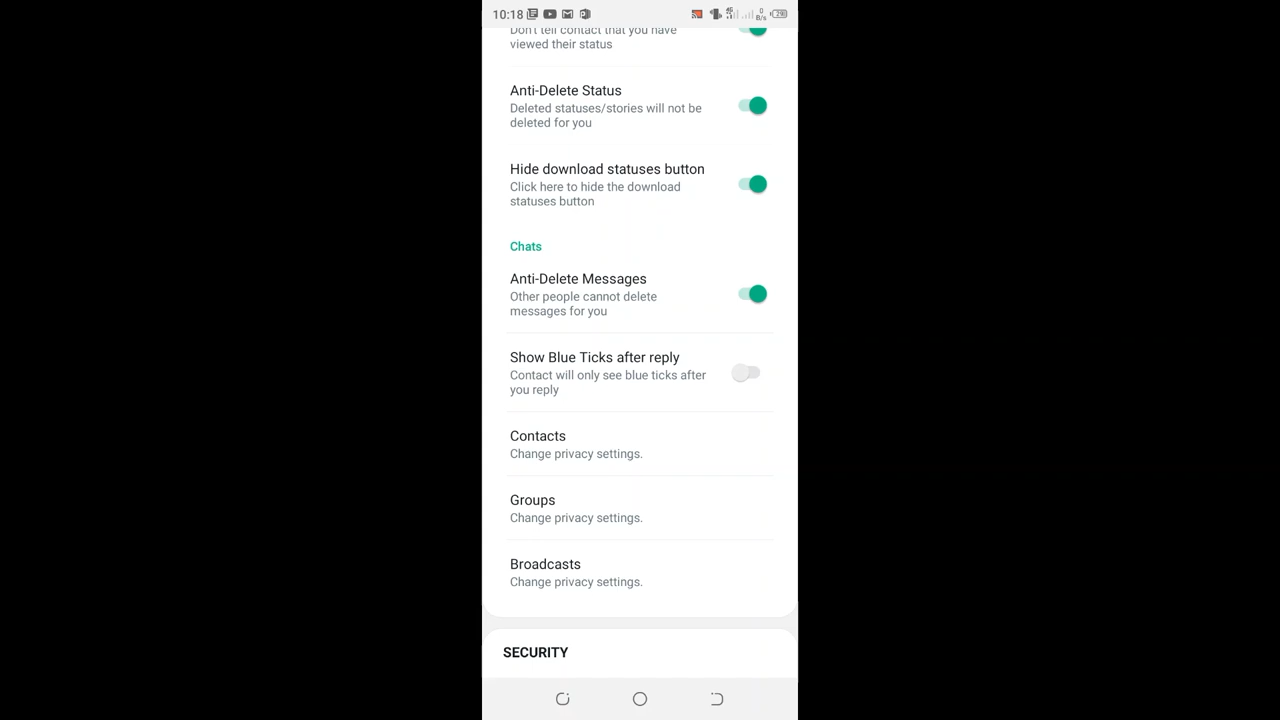 10:18
0
B/s
29
Don't tell contact that you have
viewed their status
Anti-Delete Status
Deleted statuses/stories will not be
deleted for you
Hide download statuses button
Click here to hide the download
statuses button
Chats
Anti-Delete Messages
Other people cannot delete
messages for you
Show Blue Ticks after reply
Contact will only see blue ticks after
you reply
Contacts
Change privacy settings.
Groups
Change privacy settings.
Broadcasts
Change privacy settings.
SECURITY